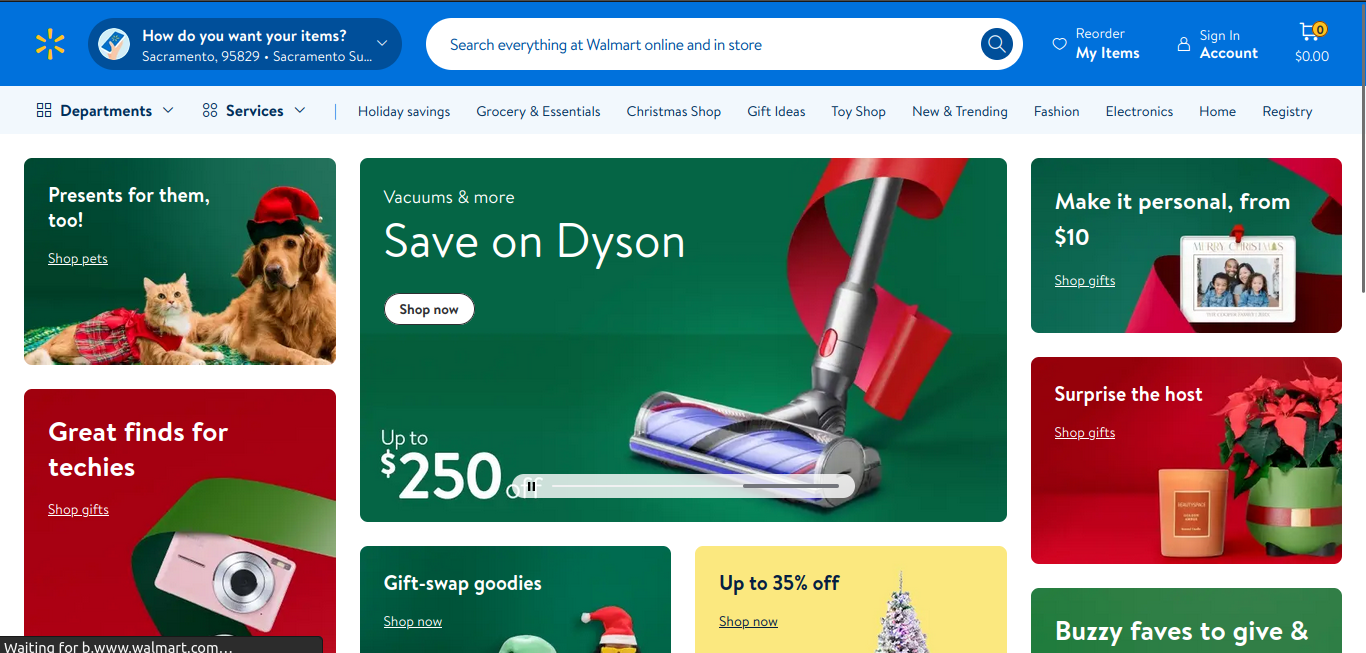 How do you want your items?
Sacramento, 95829 • Sacramento Su...
Search everything at Walmart online and in store
Reorder
My Items
Sign In
Account
0
$0.00
Departments
Services
Holiday savings
Grocery & Essentials
Christmas Shop
Gift Ideas
Toy Shop
New & Trending
Fashion
Electronics
Home
Registry
Presents for them,
too!
Shop pets
Great finds for
techies
Shop gifts
Vacuums & more
Save on Dyson
Shop now
Up to
$250 off
Gift-swap goodies
Shop now
Up to 35% off
Shop now
Make it personal, from
$10
Shop gifts
MERRY CHRISTMAS
Surprise the host
Shop gifts
Buzzy faves to give &
Waiting for b.www.walmart.com...